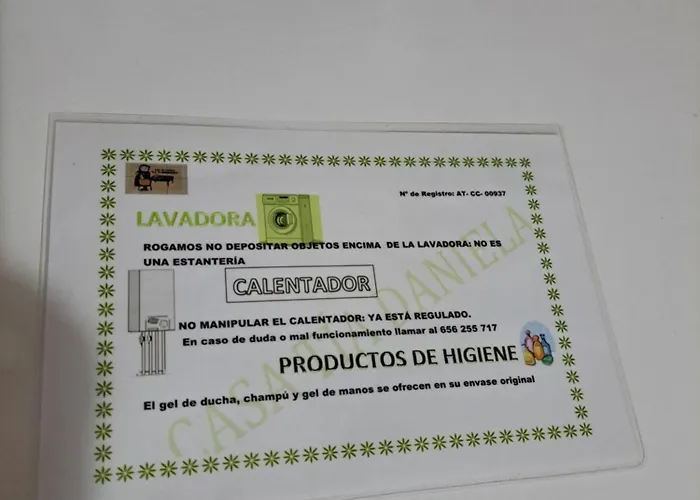 Nº de Registro: AT- CC- 00937
LAVADORA
ROGAMOS NO DEPOSITAR OBJETOS ENCIMA DE LA LAVADORA: NO ES
UNA ESTANTERÍA
CALENTADOR
NO MANIPULAR EL CALENTADOR: YA ESTÁ REGULADO.
En caso de duda o mal funcionamiento llamar al 656 255 717
PRODUCTOS DE HIGIENE
El gel de ducha, champú y gel de manos se ofrecen en su envase original
CASA TÍA DANIELA